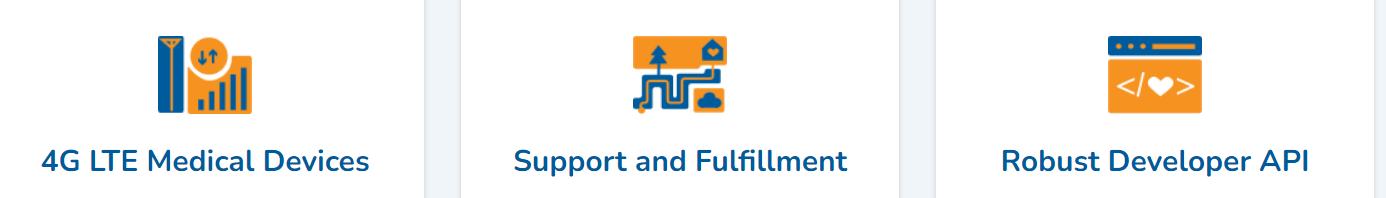 4G LTE Medical Devices
Support and Fulfillment
Robust Developer API